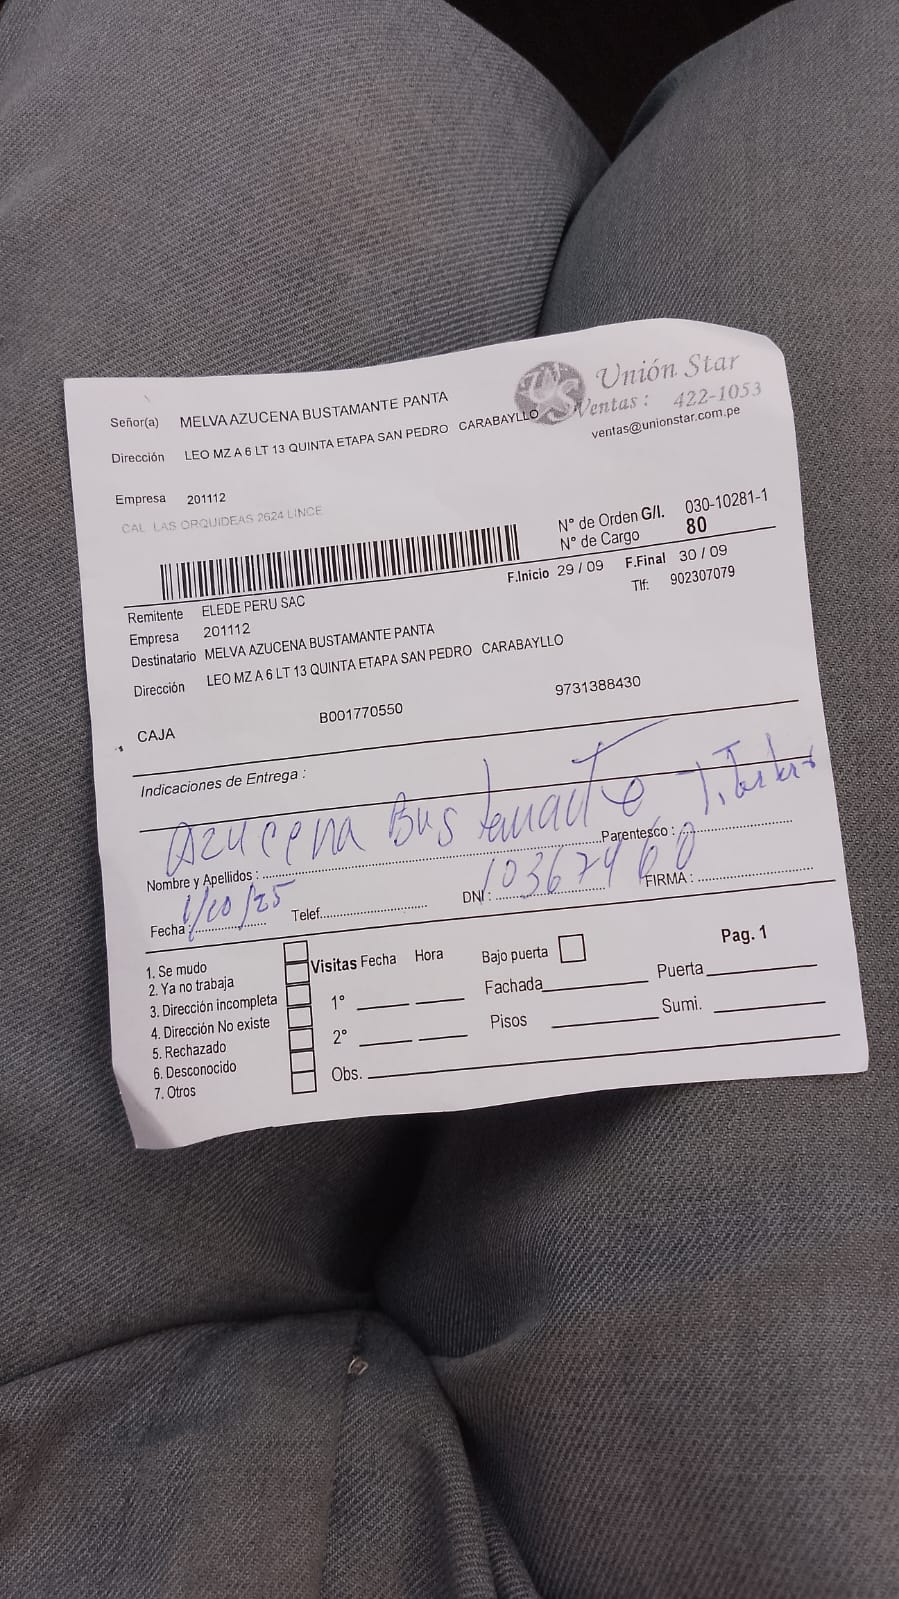 Unión Star
Ventas : 422-1053
ventas@unionstar.com.pe
Señor(a) MELVA AZUCENA BUSTAMANTE PANTA
Dirección LEO MZ A 6 LT 13 QUINTA ETAPA SAN PEDRO CARABAYLLO
Empresa 201112
CAL LAS ORQUIDEAS 2624 LINCE
N° de Orden G/I. 030-10281-1
N° de Cargo 80
F.Inicio 29 / 09 F.Final 30 / 09
Tlf: 902307079
Remitente ELEDE PERU SAC
Empresa 201112
Destinatario MELVA AZUCENA BUSTAMANTE PANTA
Dirección LEO MZ A 6 LT 13 QUINTA ETAPA SAN PEDRO CARABAYLLO
CAJA B001770550 9731388430
Indicaciones de Entrega :
Azucena Bustamante
Nombre y Apellidos : Parentesco :
Fecha : 1/10/25 Telef. DNI : 10367460 FIRMA :
1. Se mudo
2. Ya no trabaja
3. Dirección incompleta
4. Dirección No existe
5. Rechazado
6. Desconocido
7. Otros
Visitas Fecha Hora
1°
2°
Obs.
Bajo puerta
Fachada
Pisos
Pag. 1
Puerta
Sumi.